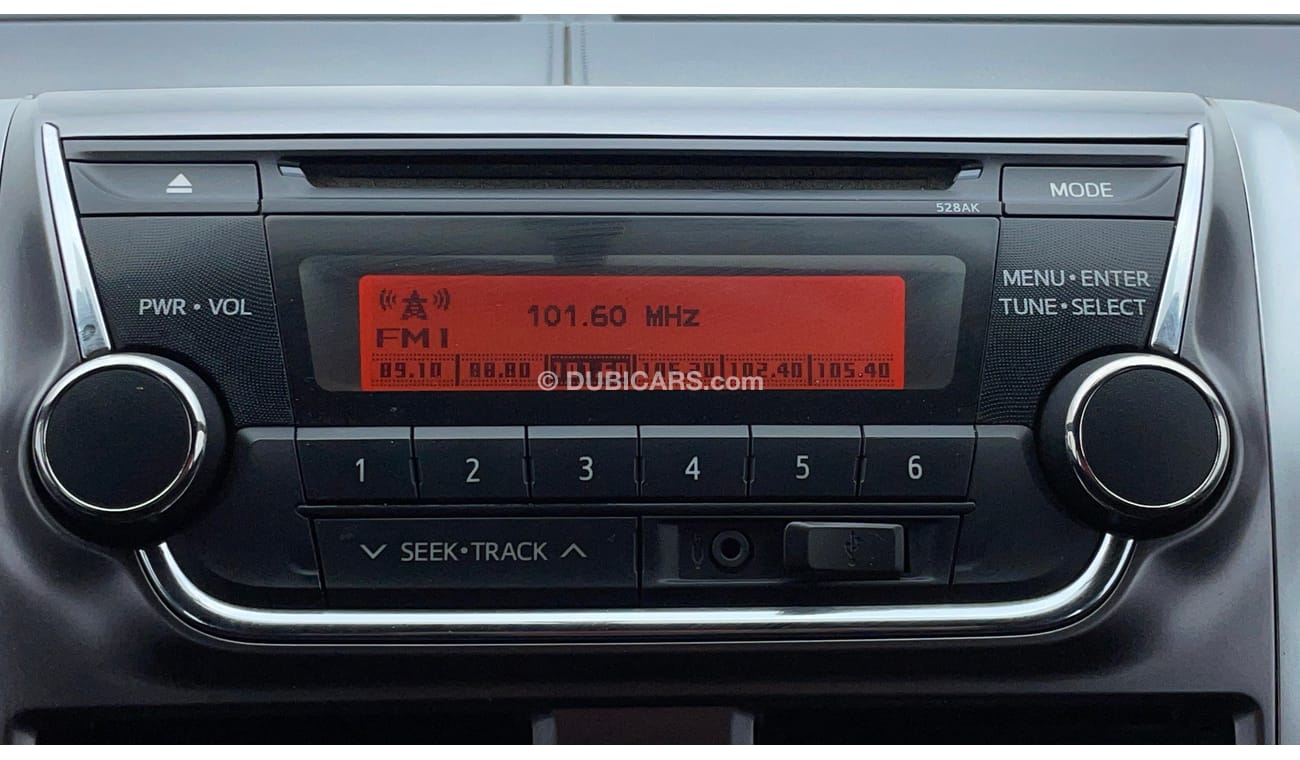 MODE
528AK
PWR • VOL
MENU • ENTER
TUNE • SELECT
101.60 MHz
FM1
89.10 88.80 102.40 105.40
© DUBICARS.com
1 2 3 4 5 6
SEEK • TRACK